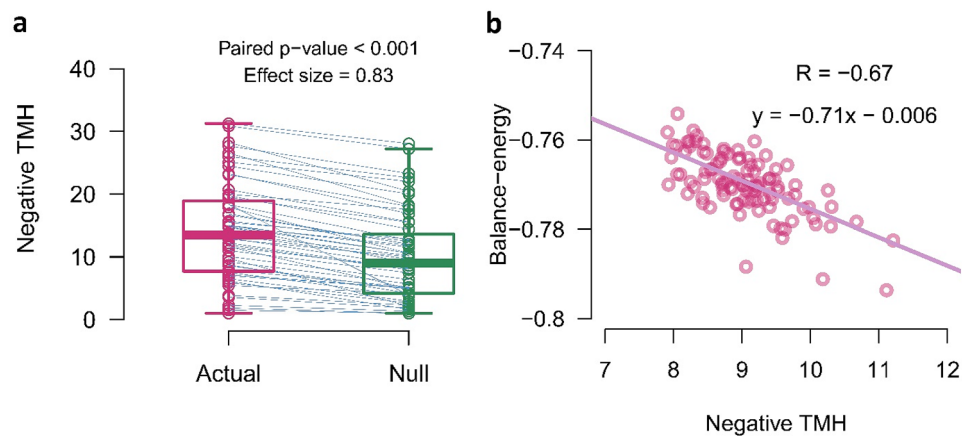 a
Paired p−value < 0.001
Effect size = 0.83
Negative TMH
40
30
20
10
0
Actual
Null
b
R = −0.67
y = −0.71x − 0.006
Balance−energy
−0.74
−0.76
−0.78
−0.8
7 8 9 10 11 12
Negative TMH